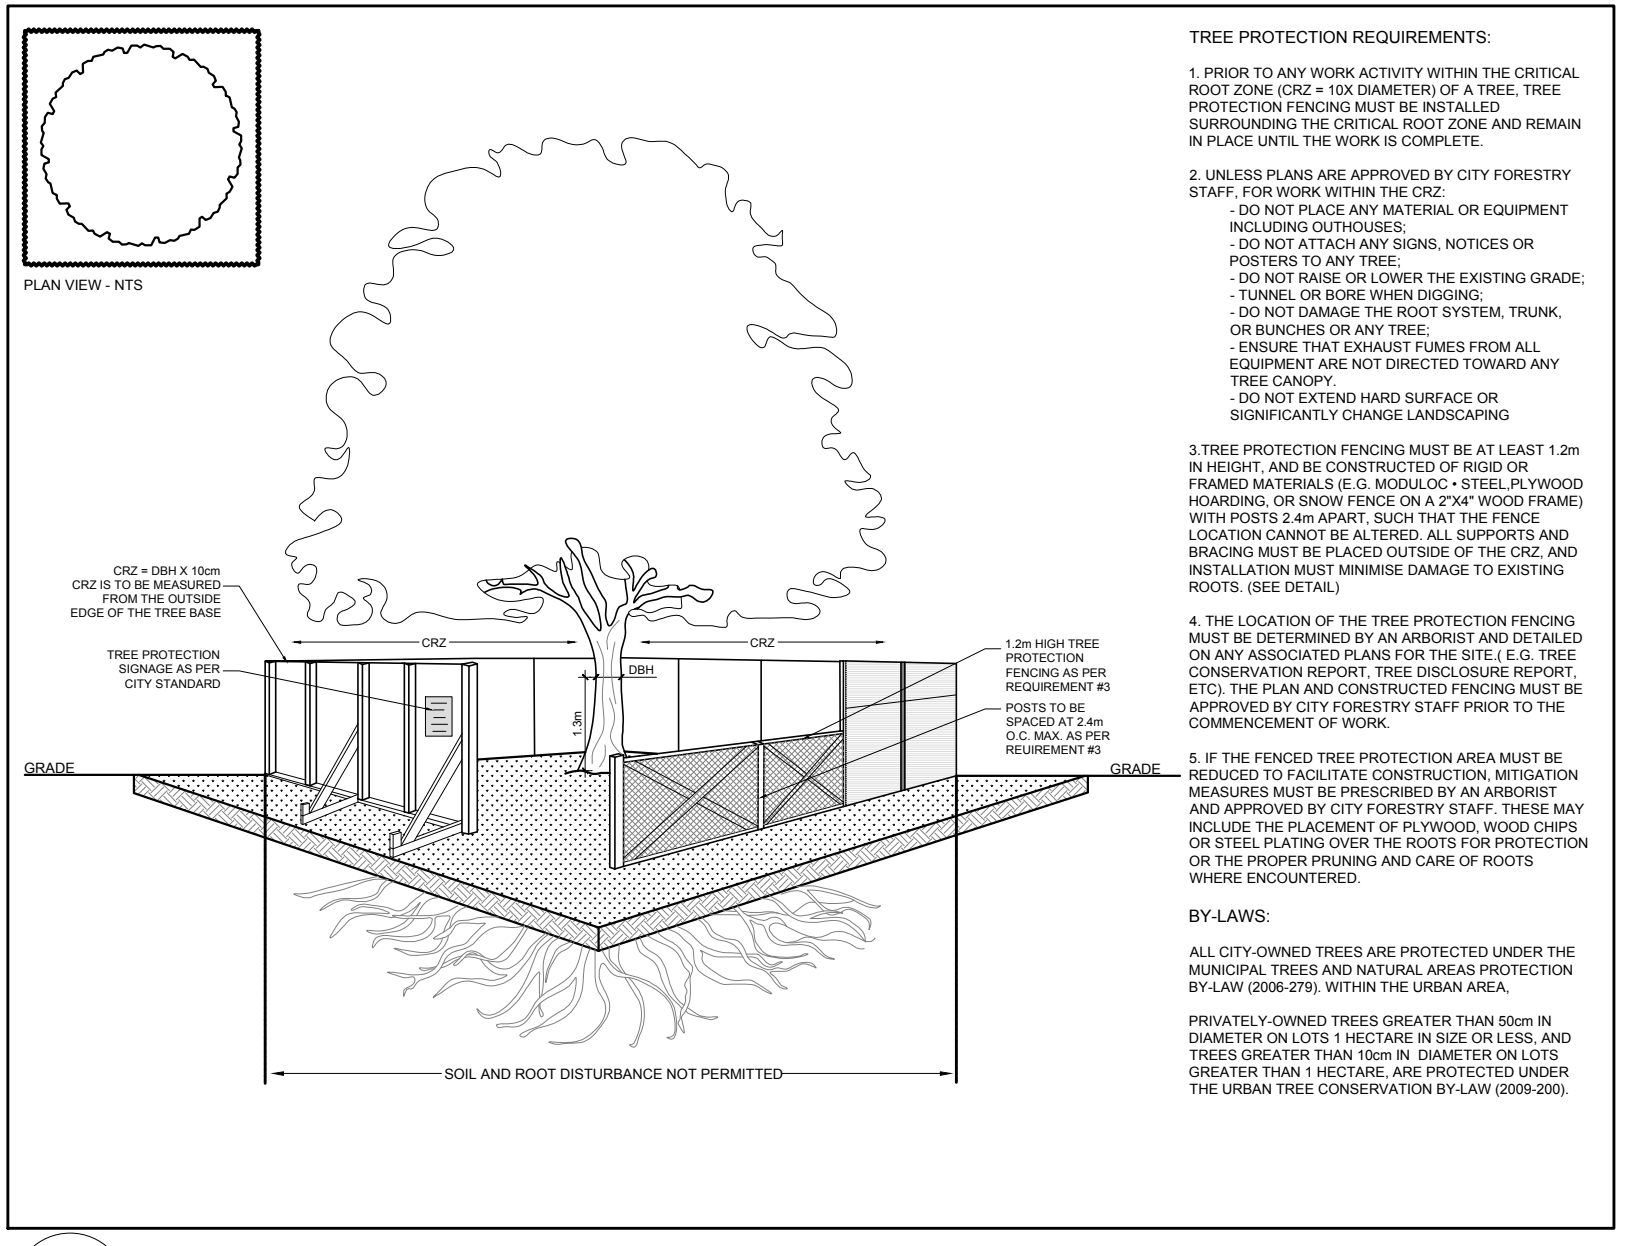 PLAN VIEW - NTS
CRZ = DBH X 10cm
CRZ IS TO BE MEASURED
FROM THE OUTSIDE
EDGE OF THE TREE BASE
TREE PROTECTION
SIGNAGE AS PER
CITY STANDARD
CRZ
CRZ
DBH
1.3m
1.2m HIGH TREE
PROTECTION
FENCING AS PER
REQUIREMENT #3
POSTS TO BE
SPACED AT 2.4m
O.C. MAX. AS PER
REUIREMENT #3
GRADE
GRADE
SOIL AND ROOT DISTURBANCE NOT PERMITTED
TREE PROTECTION REQUIREMENTS:
1. PRIOR TO ANY WORK ACTIVITY WITHIN THE CRITICAL
ROOT ZONE (CRZ = 10X DIAMETER) OF A TREE, TREE
PROTECTION FENCING MUST BE INSTALLED
SURROUNDING THE CRITICAL ROOT ZONE AND REMAIN
IN PLACE UNTIL THE WORK IS COMPLETE.
2. UNLESS PLANS ARE APPROVED BY CITY FORESTRY
STAFF, FOR WORK WITHIN THE CRZ:
- DO NOT PLACE ANY MATERIAL OR EQUIPMENT
INCLUDING OUTHOUSES;
- DO NOT ATTACH ANY SIGNS, NOTICES OR
POSTERS TO ANY TREE;
- DO NOT RAISE OR LOWER THE EXISTING GRADE;
- TUNNEL OR BORE WHEN DIGGING;
- DO NOT DAMAGE THE ROOT SYSTEM, TRUNK,
OR BUNCHES OR ANY TREE;
- ENSURE THAT EXHAUST FUMES FROM ALL
EQUIPMENT ARE NOT DIRECTED TOWARD ANY
TREE CANOPY.
- DO NOT EXTEND HARD SURFACE OR
SIGNIFICANTLY CHANGE LANDSCAPING
3.TREE PROTECTION FENCING MUST BE AT LEAST 1.2m
IN HEIGHT, AND BE CONSTRUCTED OF RIGID OR
FRAMED MATERIALS (E.G. MODULOC • STEEL,PLYWOOD
HOARDING, OR SNOW FENCE ON A 2"X4" WOOD FRAME)
WITH POSTS 2.4m APART, SUCH THAT THE FENCE
LOCATION CANNOT BE ALTERED. ALL SUPPORTS AND
BRACING MUST BE PLACED OUTSIDE OF THE CRZ, AND
INSTALLATION MUST MINIMISE DAMAGE TO EXISTING
ROOTS. (SEE DETAIL)
4. THE LOCATION OF THE TREE PROTECTION FENCING
MUST BE DETERMINED BY AN ARBORIST AND DETAILED
ON ANY ASSOCIATED PLANS FOR THE SITE.( E.G. TREE
CONSERVATION REPORT, TREE DISCLOSURE REPORT,
ETC). THE PLAN AND CONSTRUCTED FENCING MUST BE
APPROVED BY CITY FORESTRY STAFF PRIOR TO THE
COMMENCEMENT OF WORK.
5. IF THE FENCED TREE PROTECTION AREA MUST BE
REDUCED TO FACILITATE CONSTRUCTION, MITIGATION
MEASURES MUST BE PRESCRIBED BY AN ARBORIST
AND APPROVED BY CITY FORESTRY STAFF. THESE MAY
INCLUDE THE PLACEMENT OF PLYWOOD, WOOD CHIPS
OR STEEL PLATING OVER THE ROOTS FOR PROTECTION
OR THE PROPER PRUNING AND CARE OF ROOTS
WHERE ENCOUNTERED.
BY-LAWS:
ALL CITY-OWNED TREES ARE PROTECTED UNDER THE
MUNICIPAL TREES AND NATURAL AREAS PROTECTION
BY-LAW (2006-279). WITHIN THE URBAN AREA,
PRIVATELY-OWNED TREES GREATER THAN 50cm IN
DIAMETER ON LOTS 1 HECTARE IN SIZE OR LESS, AND
TREES GREATER THAN 10cm IN DIAMETER ON LOTS
GREATER THAN 1 HECTARE, ARE PROTECTED UNDER
THE URBAN TREE CONSERVATION BY-LAW (2009-200).